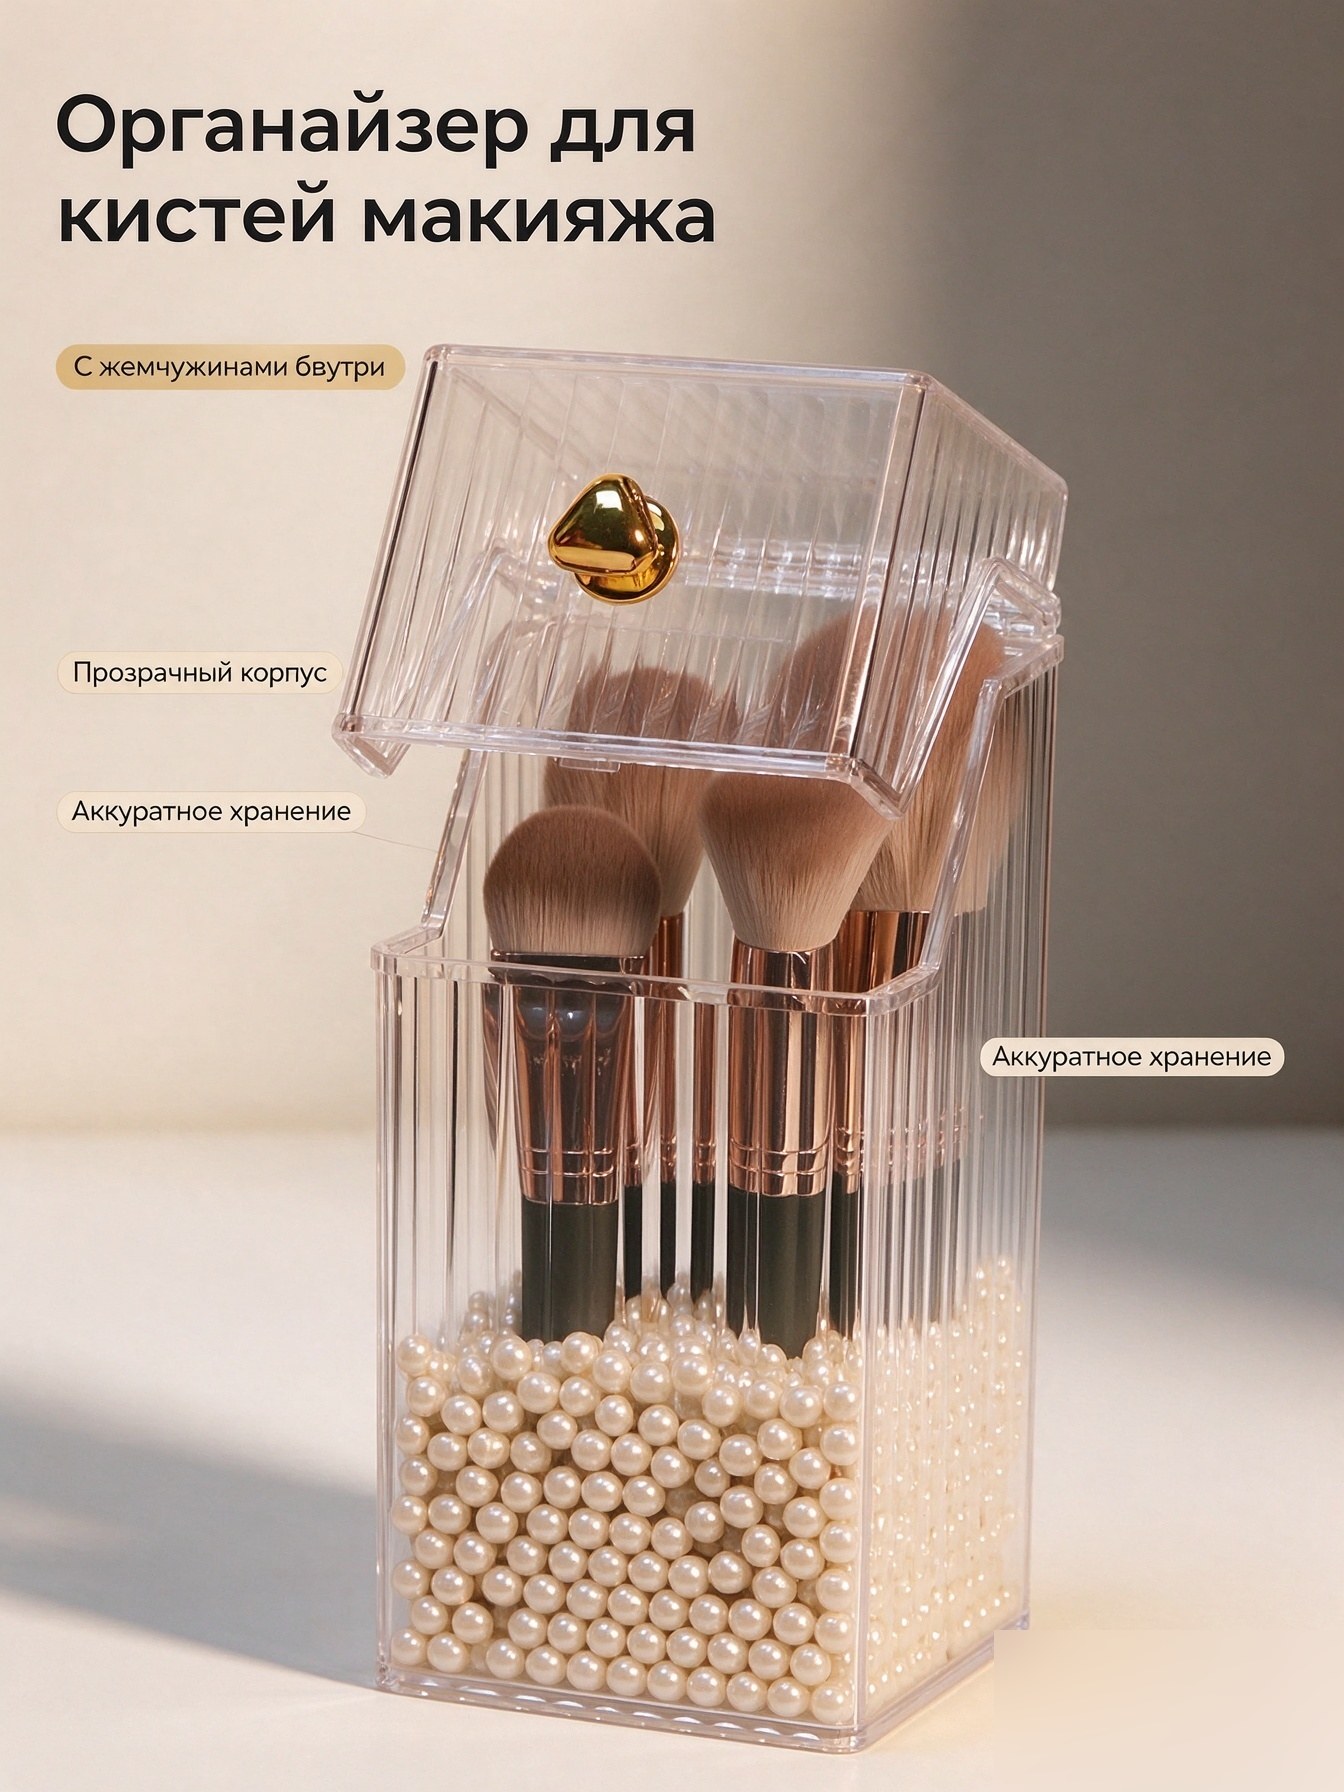 Органайзер для
кистей макияжа
С жемчужинами бвутри
Прозрачный корпус
Аккуратное хранение
Аккуратное хранение